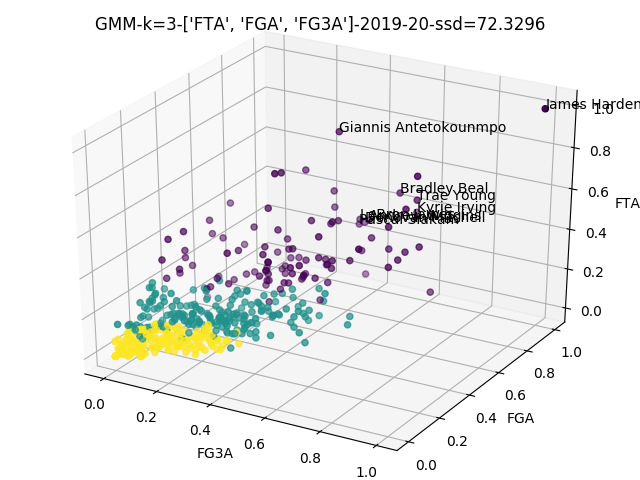 GMM-k=3-['FTA', 'FGA', 'FG3A']-2019-20-ssd=72.3296
James Harden
1.0
Giannis Antetokounmpo
0.8
Bradley Beal
0.6
Trae Young
FTA
Kyrie Irving
0.4
0.2
0.0
0.0
0.2
0.4
0.6
0.8
1.0
FG3A
0.0
0.2
0.4
0.6
0.8
1.0
FGA